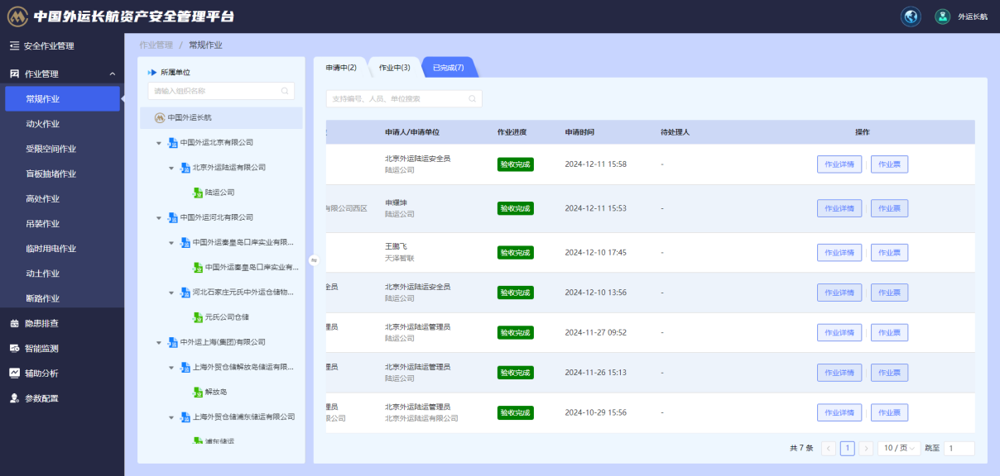 中国外运长航资产安全管理平台
外运长航
安全作业管理
作业管理
常规作业
动火作业
受限空间作业
盲板抽堵作业
高处作业
吊装作业
临时用电作业
动土作业
断路作业
隐患排查
智能监测
辅助分析
参数配置
作业管理 / 常规作业
所属单位
请输入组织名称
中国外运长航
中国外运北京有限公司
北京外运陆运有限公司
陆运公司
中国外运河北有限公司
中国外运秦皇岛口岸实业有限...
中国外运秦皇岛口岸实业有...
河北石家庄元氏中外运仓储物...
元氏公司仓储
中外运上海(集团)有限公司
上海外贸仓储解放岛储运有限...
解放岛
上海外贸仓储浦东储运有限公司
浦东储运
申请中(2) 作业中(3) 已完成(7)
支持编号、人员、单位搜索
申请人/申请单位 作业进度 申请时间 待处理人 操作
北京外运陆运安全员
陆运公司
验收完成 2024-12-11 15:58 - 作业详情 作业票
有限公司西区
申耀坤
陆运公司
验收完成 2024-12-11 15:53 - 作业详情 作业票
王鹏飞
天泽智联
验收完成 2024-12-10 17:45 - 作业详情 作业票
全员
北京外运陆运安全员
陆运公司
验收完成 2024-12-10 13:56 - 作业详情 作业票
理员
北京外运陆运管理员
陆运公司
验收完成 2024-11-27 09:52 - 作业详情 作业票
理员
北京外运陆运管理员
陆运公司
验收完成 2024-11-26 15:13 - 作业详情 作业票
理员
限公司
北京外运陆运管理员
北京外运陆运有限公司
验收完成 2024-10-29 15:56 - 作业详情 作业票
共 7 条 1 10 / 页 跳至 1